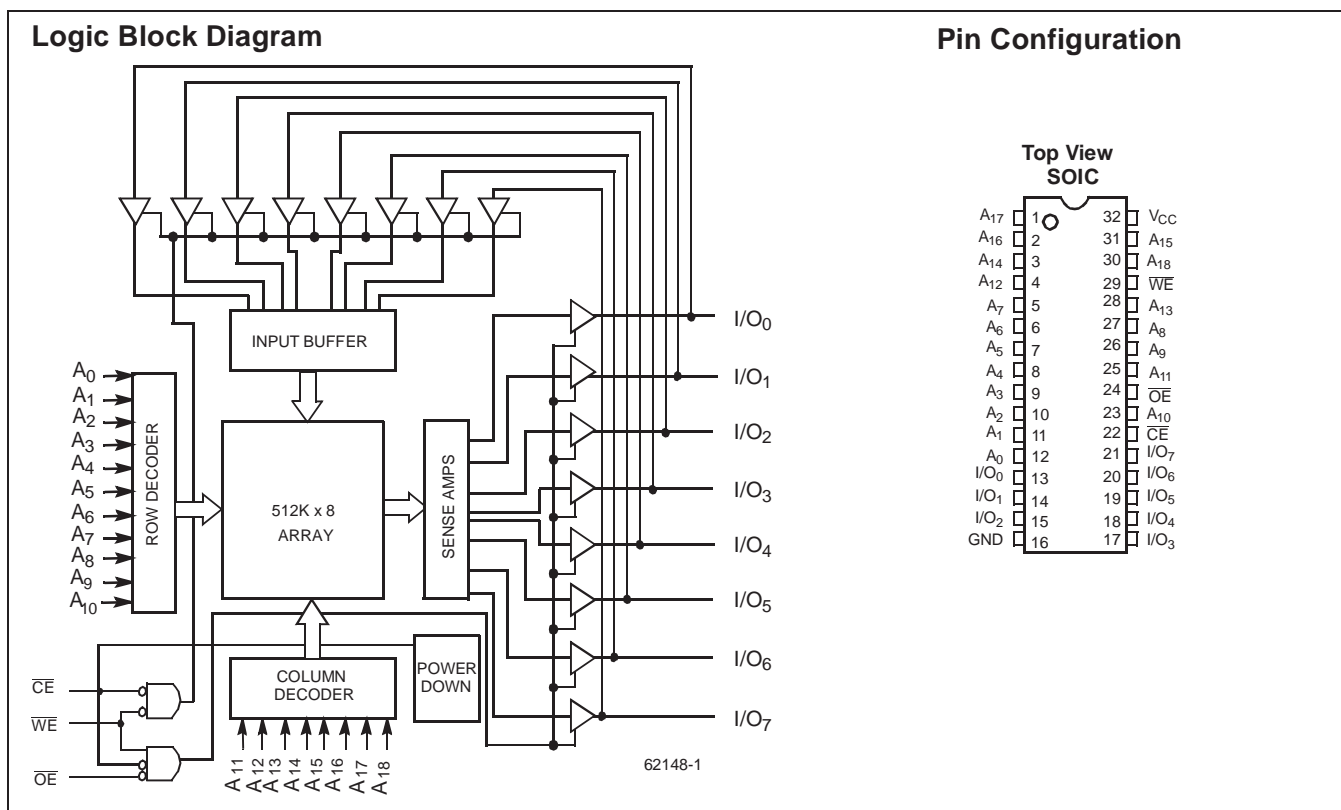 Logic Block Diagram
Pin Configuration
INPUT BUFFER
A0
A1
A2
A3
A4
A5
A6
A7
A8
A9
A10
ROW DECODER
512K x 8
ARRAY
SENSE AMPS
I/O0
I/O1
I/O2
I/O3
I/O4
I/O5
I/O6
I/O7
COLUMN
DECODER
POWER
DOWN
CE
WE
OE
A11
A12
A13
A14
A15
A16
A17
A18
62148-1
Top View
SOIC
A17 1 32 VCC
A16 2 31 A15
A14 3 30 A18
A12 4 29 WE
A7 5 28 A13
A6 6 27 A8
A5 7 26 A9
A4 8 25 A11
A3 9 24 OE
A2 10 23 A10
A1 11 22 CE
A0 12 21 I/O7
I/O0 13 20 I/O6
I/O1 14 19 I/O5
I/O2 15 18 I/O4
GND 16 17 I/O3